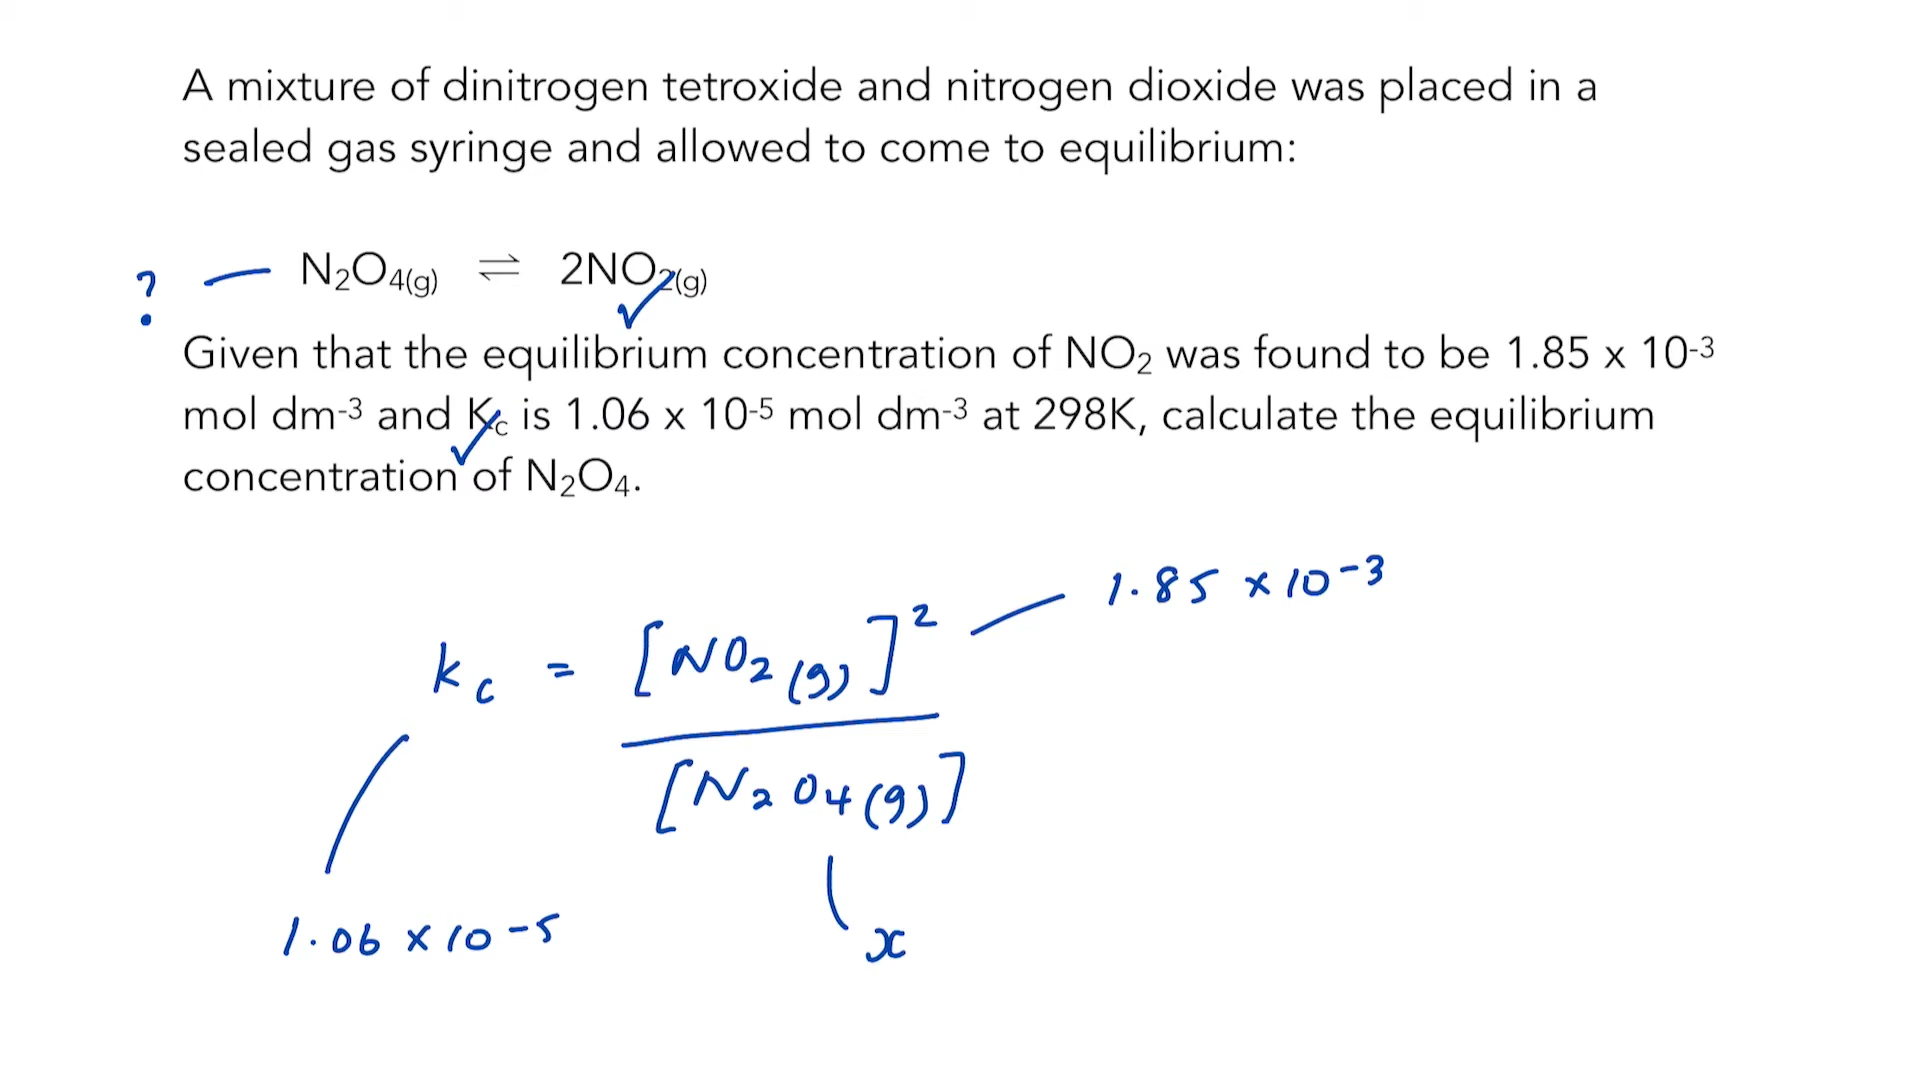 A mixture of dinitrogen tetroxide and nitrogen dioxide was placed in a
sealed gas syringe and allowed to come to equilibrium:
? — N₂O₄(g) ⇌ 2NO₂(g) ✓
Given that the equilibrium concentration of NO₂ was found to be 1.85 x 10⁻³
mol dm⁻³ and Kc is 1.06 x 10⁻⁵ mol dm⁻³ at 298K, calculate the equilibrium
✓
concentration of N₂O₄.
1.85 × 10⁻³
kc = [NO₂(g)]²
[N₂O₄(g)]
1.06 × 10⁻⁵
x